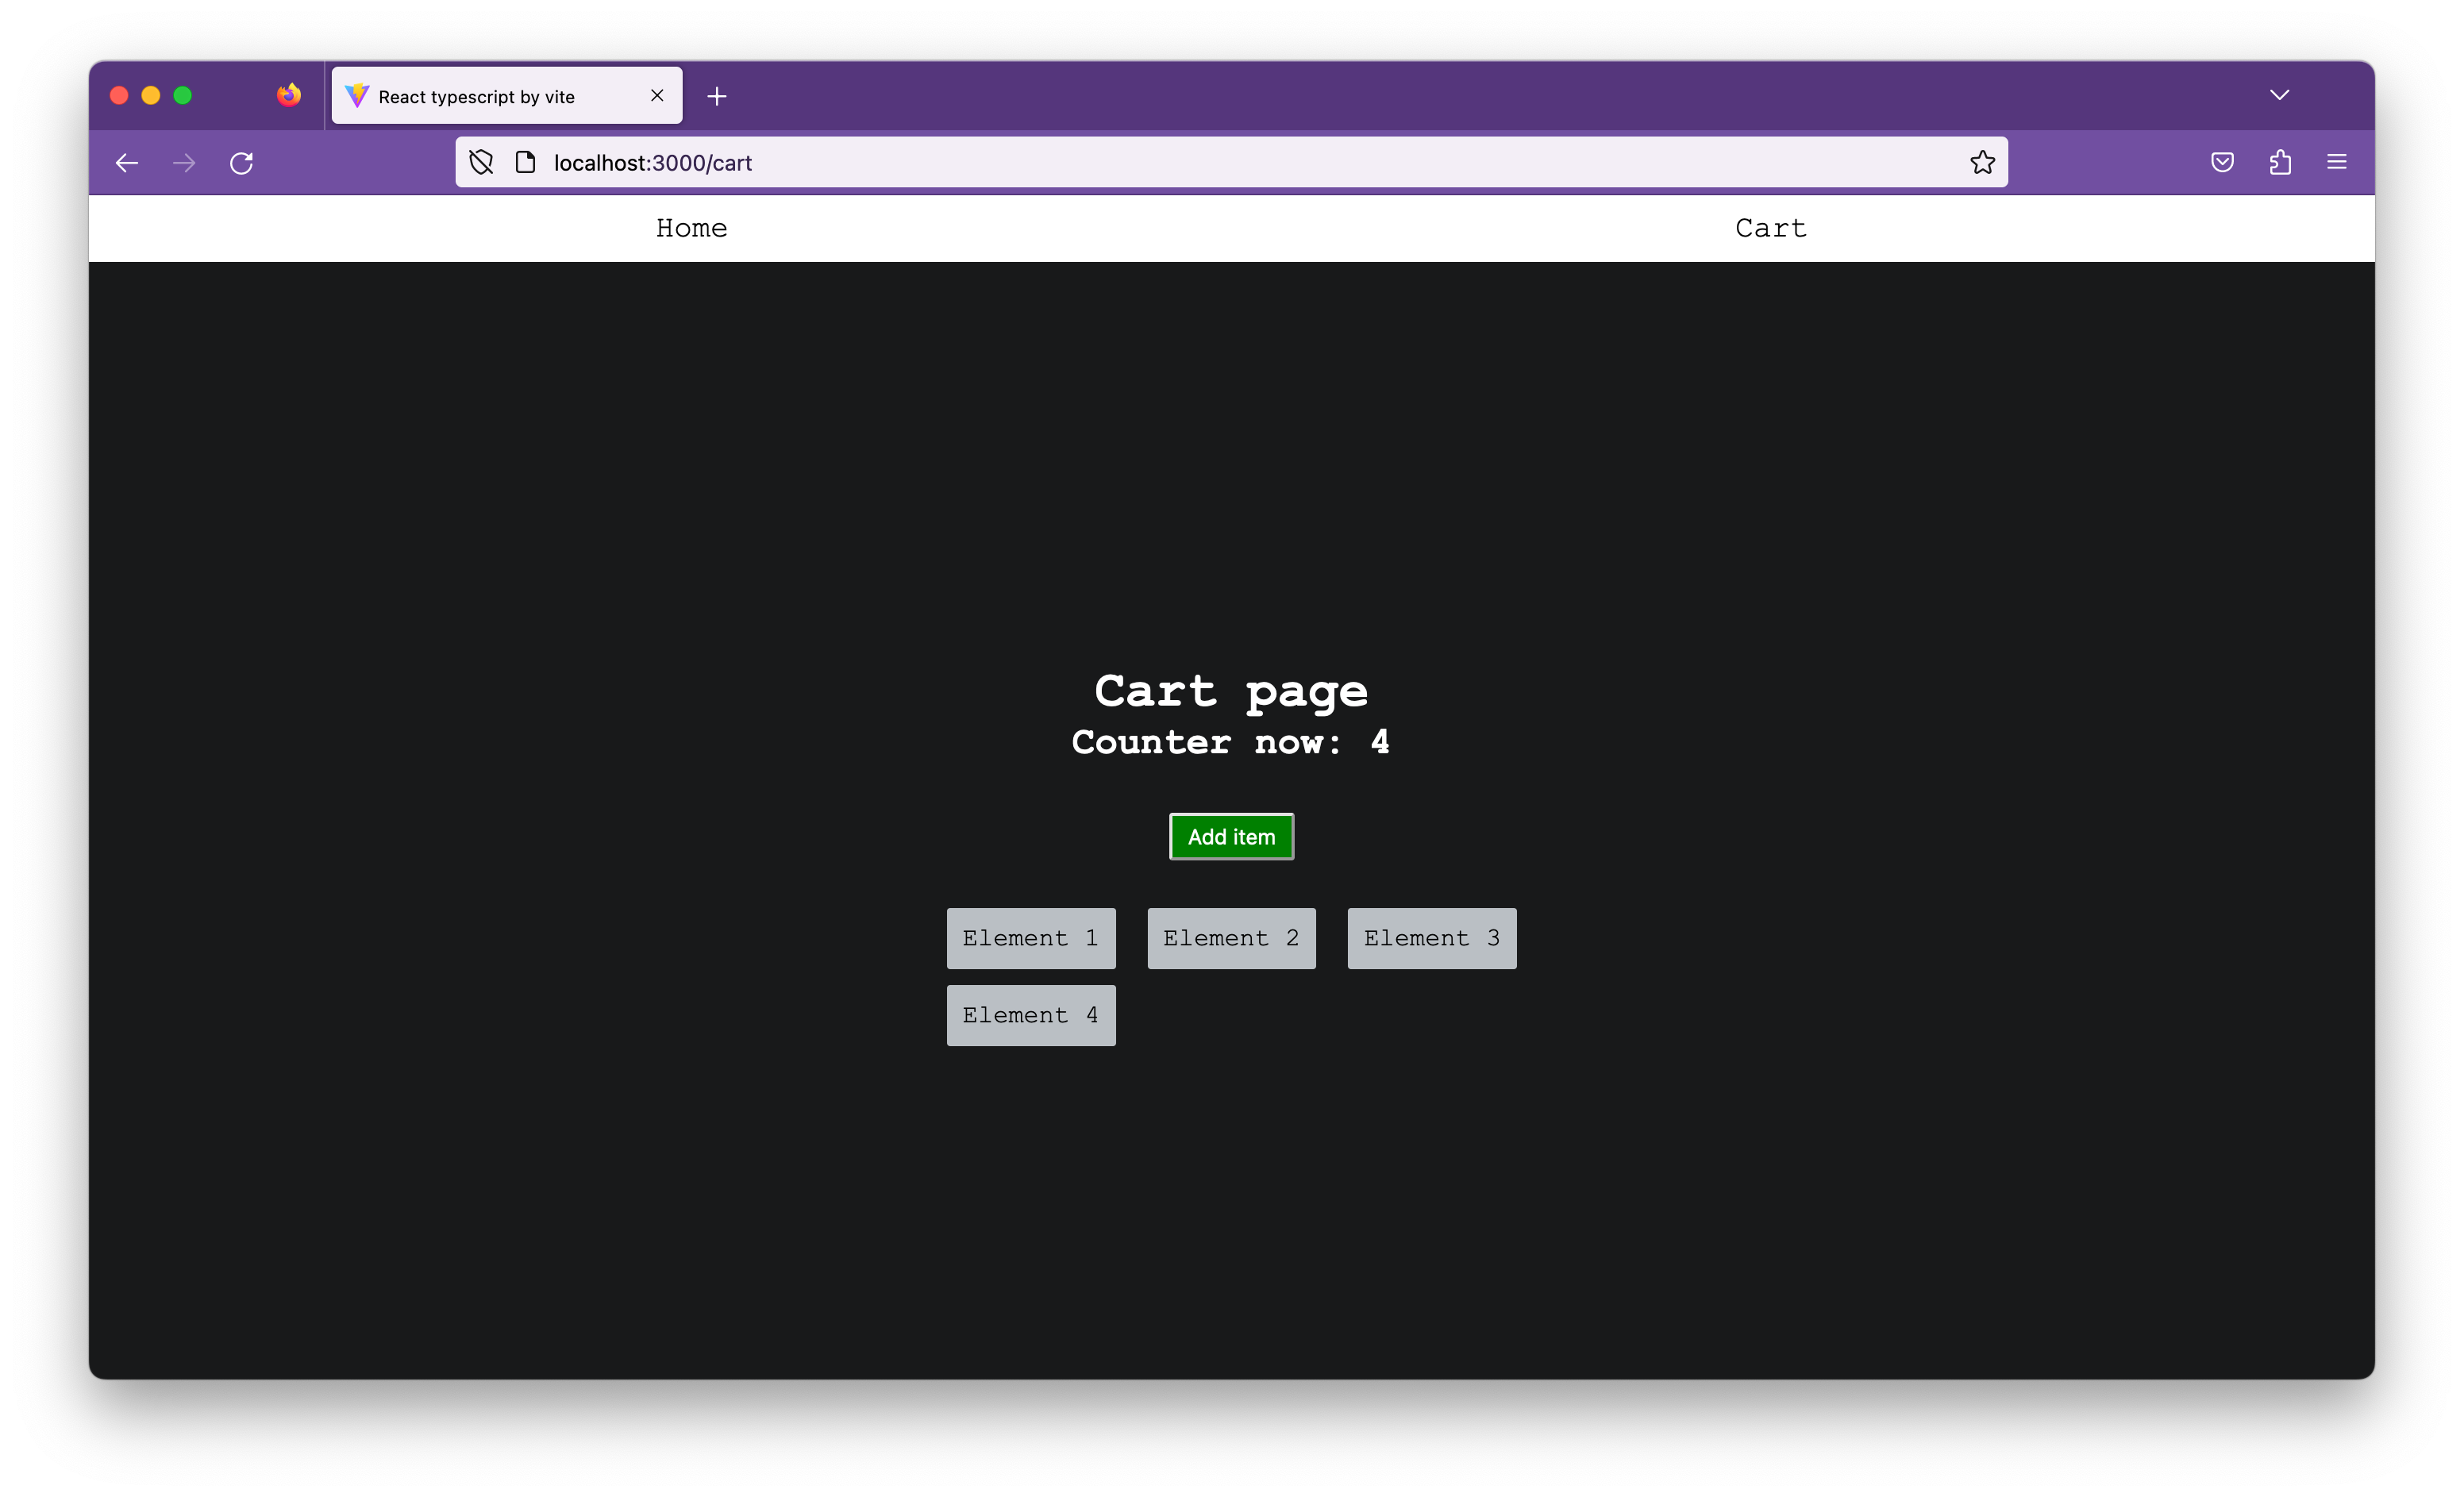 React typescript by vite
localhost:3000/cart
Home Cart
Cart page
Counter now: 4
Add item
Element 1 Element 2 Element 3
Element 4